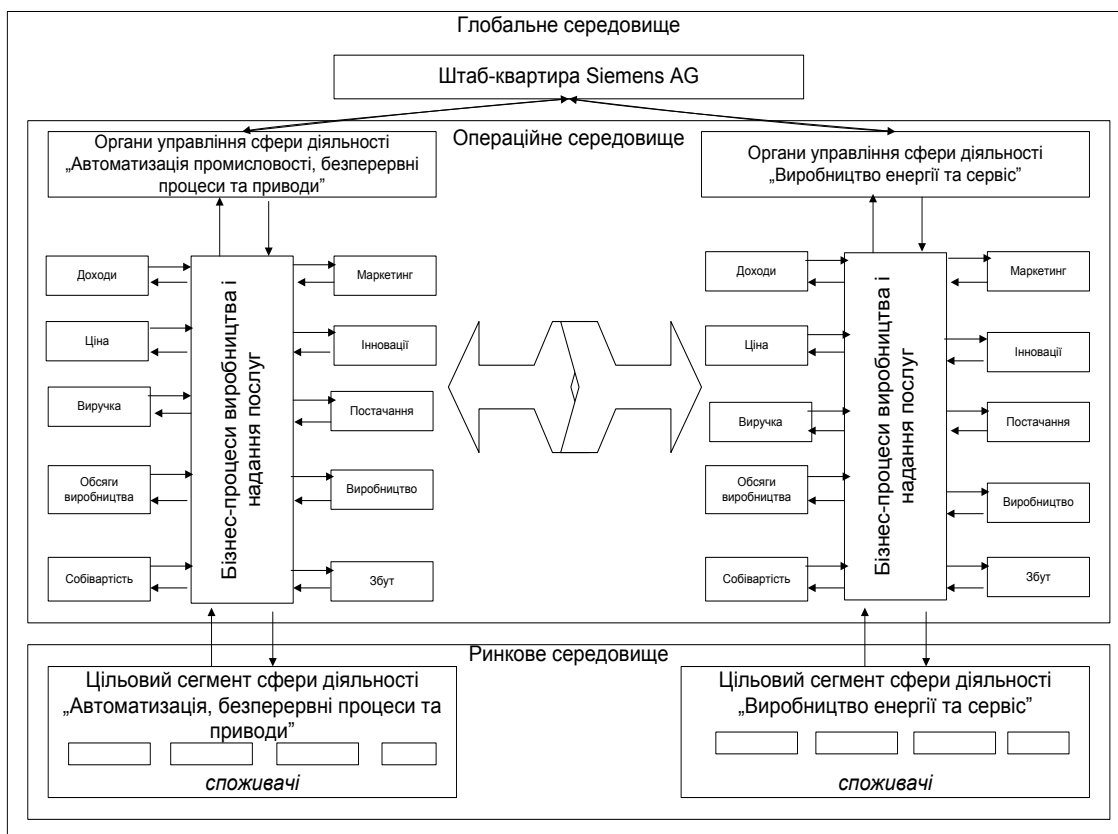 Глобальне середовище
Штаб-квартира Siemens AG
Операційне середовище
Органи управління сфери діяльності
„Автоматизація промисловості, безперервні
процеси та приводи”
Органи управління сфери діяльності
„Виробництво енергії та сервіс”
Доходи
Ціна
Виручка
Обсяги
виробництва
Собівартість
Бізнес-процеси виробництва і
надання послуг
Маркетинг
Інновації
Постачання
Виробництво
Збут
Доходи
Ціна
Виручка
Обсяги
виробництва
Собівартість
Бізнес-процеси виробництва і
надання послуг
Маркетинг
Інновації
Постачання
Виробництво
Збут
Ринкове середовище
Цільовий сегмент сфери діяльності
„Автоматизація, безперервні процеси та
приводи”
споживачі
Цільовий сегмент сфери діяльності
„Виробництво енергії та сервіс”
споживачі